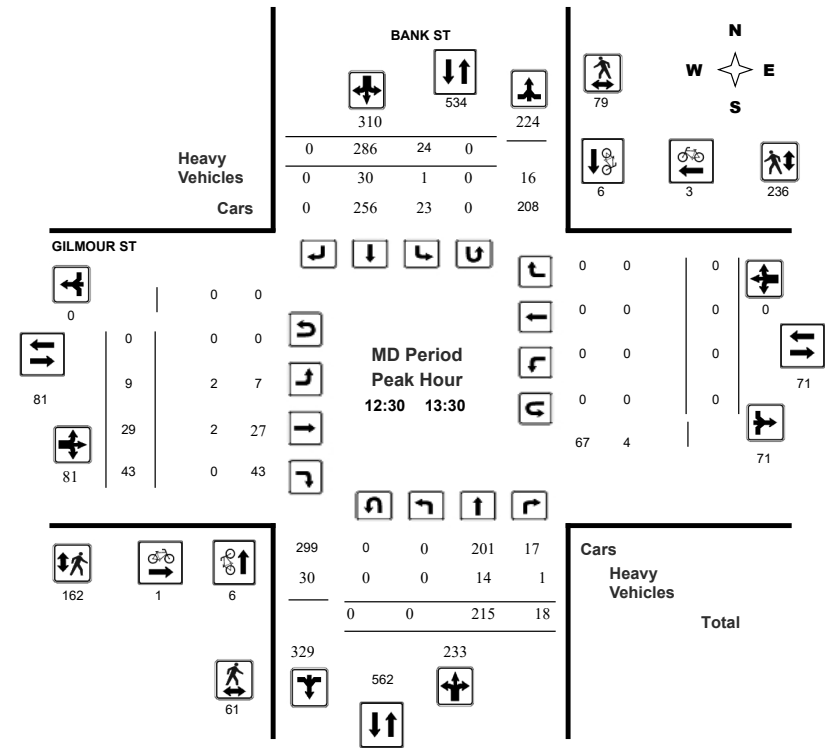 BANK ST
N
W E
S
534
310
224
79
0 286 24 0
Heavy
Vehicles
0 30 1 0 16
Cars
0 256 23 0 208
6 3 236
GILMOUR ST
0
0 0
0 0 0
81
9 2 7
29 2 27
81
43 0 43
MD Period
Peak Hour
12:30 13:30
0 0 0
0
0 0 0
0 0 0
71
0 0 0
67 4
71
162 1 6
61
299 0 0 201 17
30 0 0 14 1
0 0 215 18
Cars
Heavy
Vehicles
Total
329 233
562